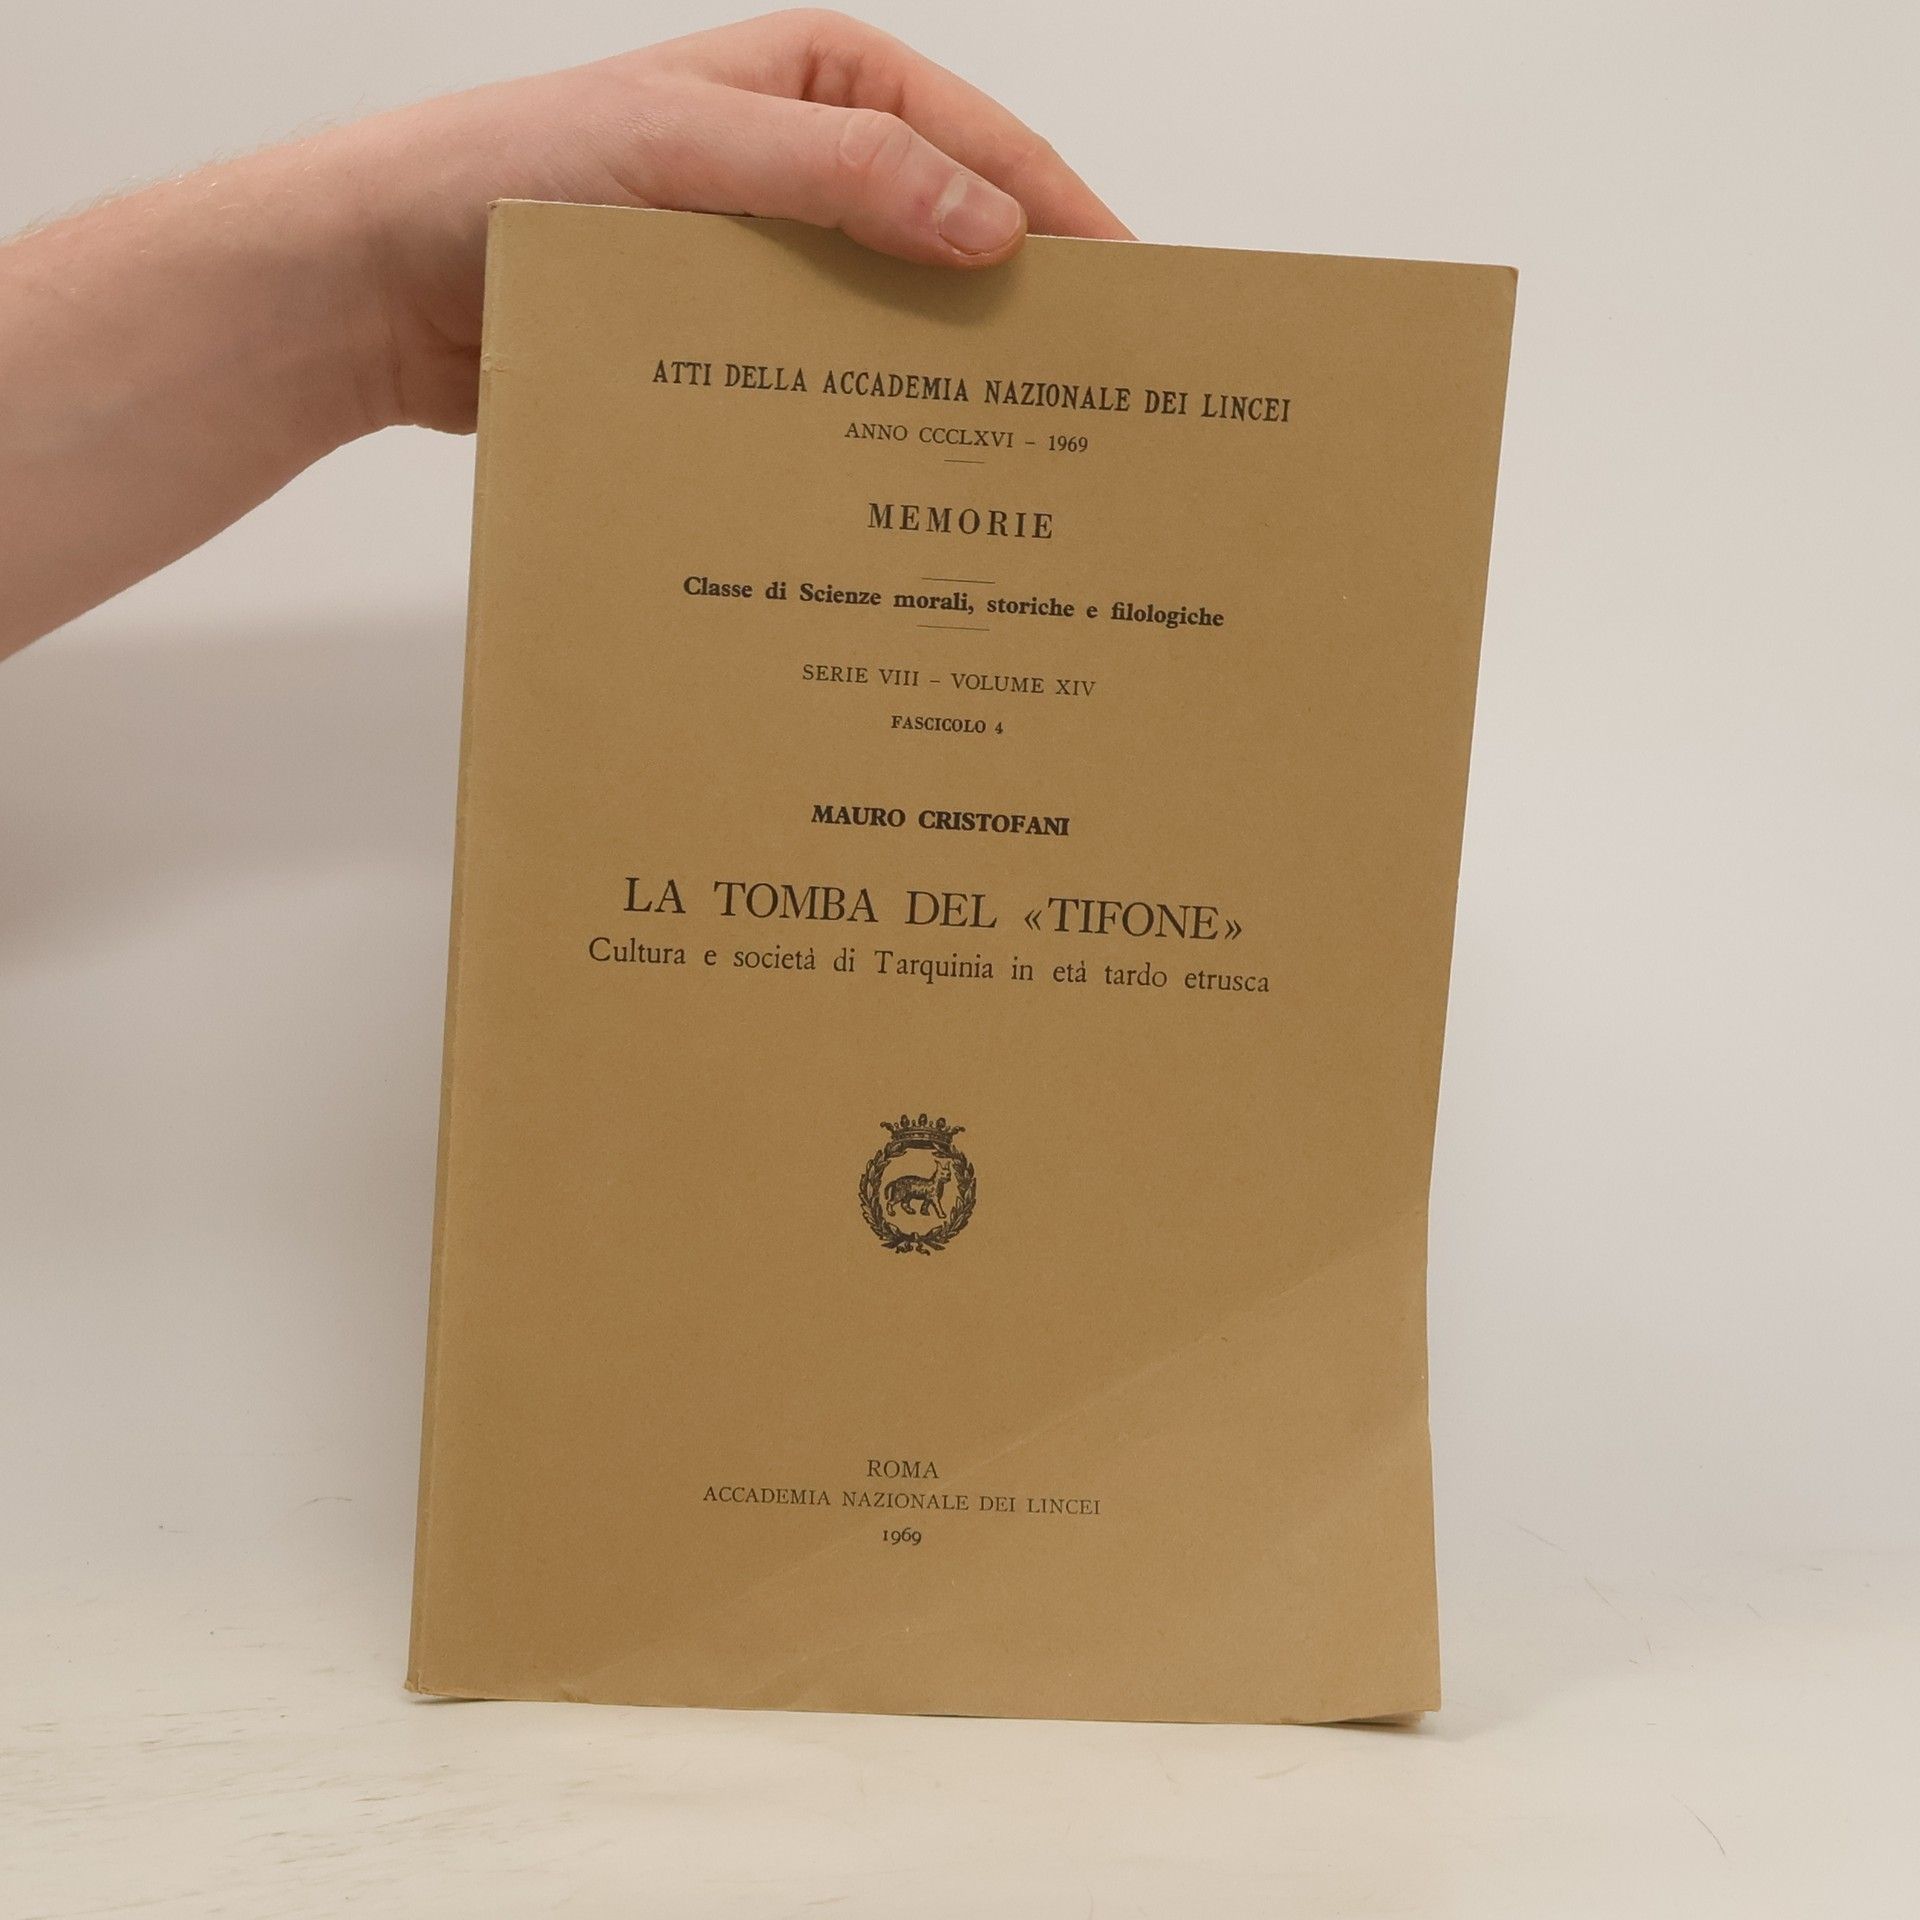 ATTI DELLA ACCADEMIA NAZIONALE DEI LINCEI
ANNO CCCLXVI – 1969
MEMORIE
Classe di Scienze morali, storiche e filologiche
SERIE VIII – VOLUME XIV
FASCICOLO 4
MAURO CRISTOFANI
LA TOMBA DEL «TIFONE»
Cultura e società di Tarquinia in età tardo etrusca
ROMA
ACCADEMIA NAZIONALE DEI LINCEI
1969